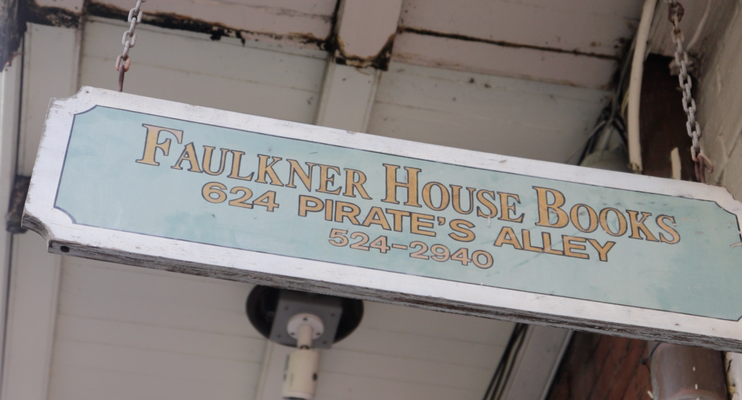 FAULKNER HOUSE BOOKS
624 PIRATE'S ALLEY
524-2940